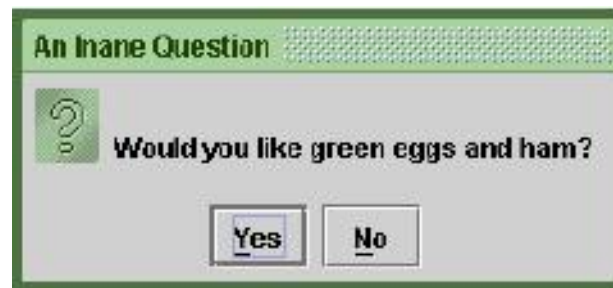 An Inane Question
Would you like green eggs and ham?
Yes No